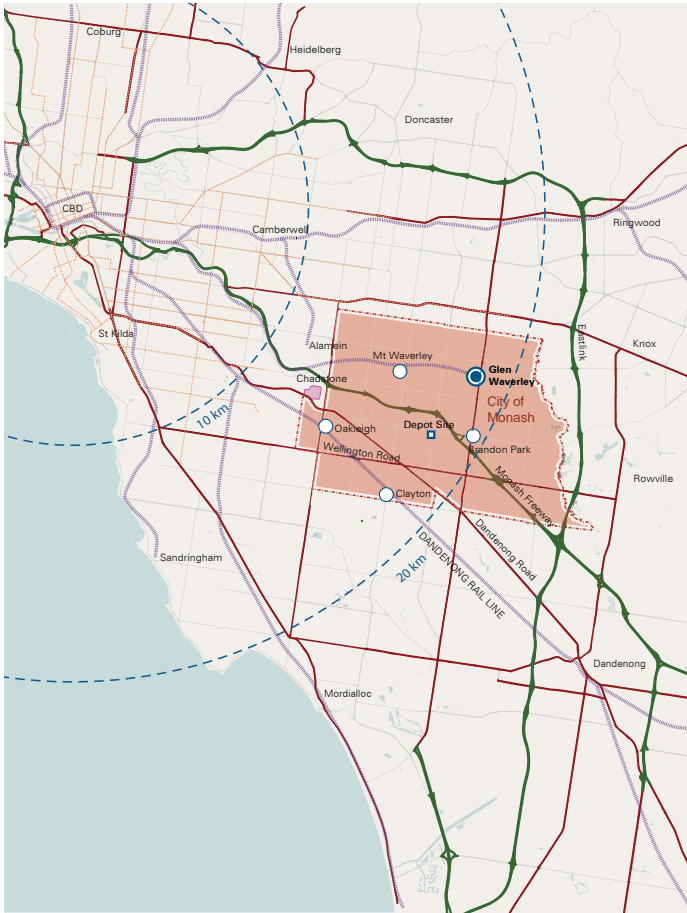 Coburg
Heidelberg
Doncaster
CBD
Ringwood
Camberwell
St Kilda
Eastlink
Alamein
Knox
Mt Waverley
Glen
Waverley
Chadstone
City of
Monash
10 km
Depot Site
Oakleigh
Brandon Park
Wellington Road
Rowville
Monash Freeway
Clayton
Dandenong Road
DANDENONG RAIL LINE
Sandringham
20 km
Dandenong
Mordialloc